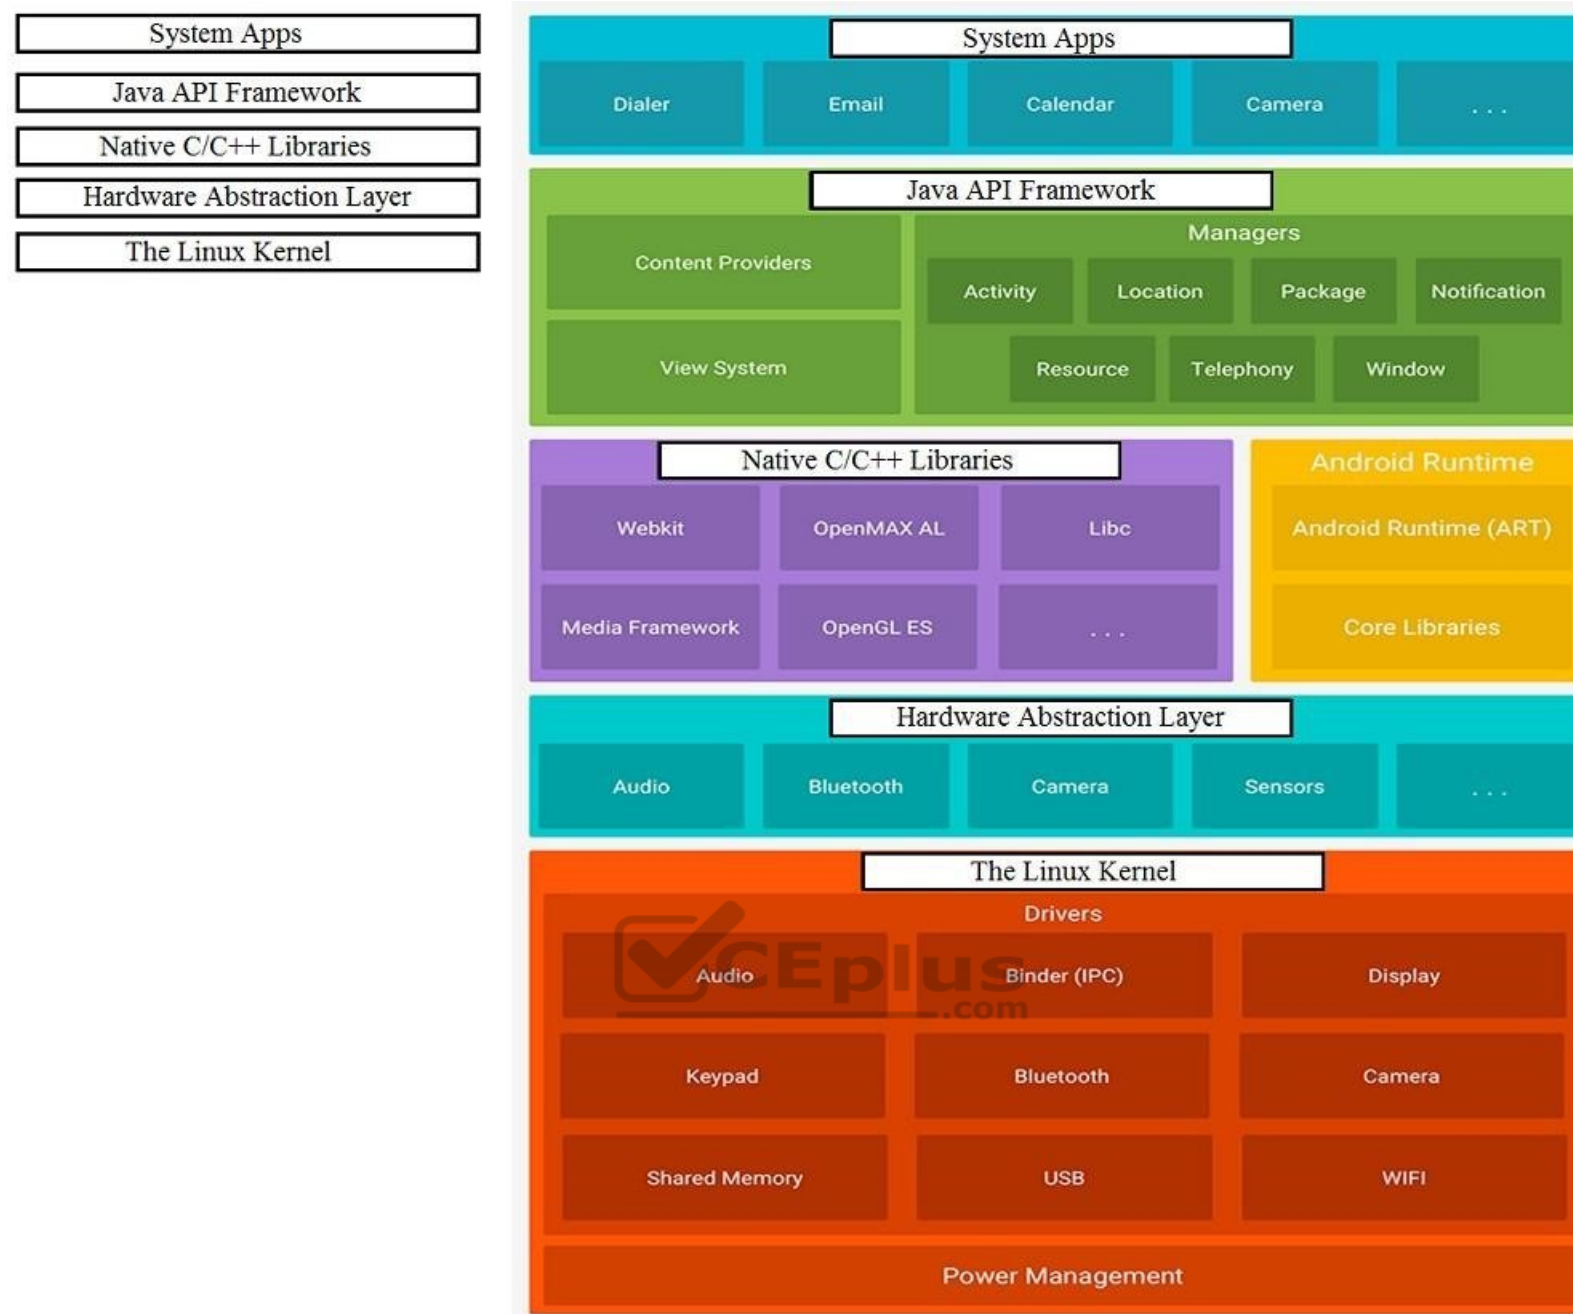 System Apps
Java API Framework
Native C/C++ Libraries
Hardware Abstraction Layer
The Linux Kernel
System Apps
Dialer Email Calendar Camera . . .
Java API Framework
Content Providers
View System
Managers
Activity Location Package Notification
Resource Telephony Window
Native C/C++ Libraries
Webkit OpenMAX AL Libc
Media Framework OpenGL ES . . .
Android Runtime
Android Runtime (ART)
Core Libraries
Hardware Abstraction Layer
Audio Bluetooth Camera Sensors . . .
The Linux Kernel
Drivers
Audio Binder (IPC) Display
CEplus
.com
Keypad Bluetooth Camera
Shared Memory USB WIFI
Power Management